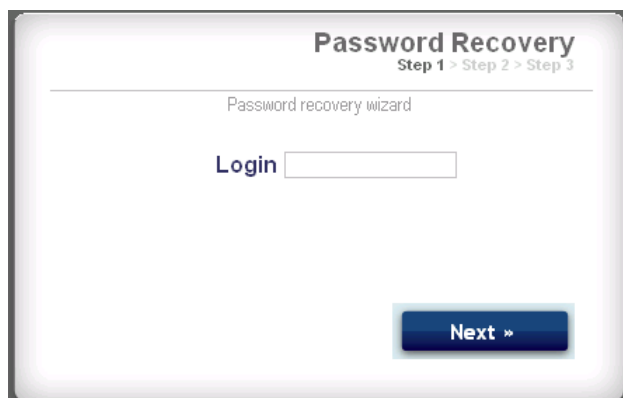 Password Recovery
Step 1 > Step 2 > Step 3
Password recovery wizard
Login
Next »